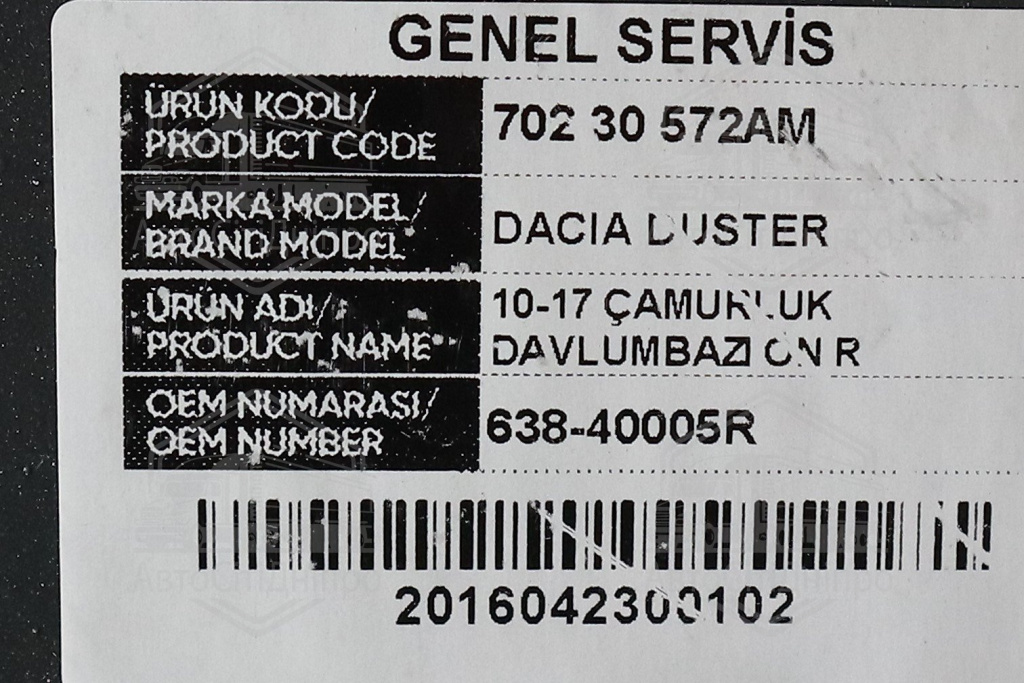 GENEL SERVİS
ÜRÜN KODU/
PRODUCT CODE
702 30 572AM
MARKA MODEL/
BRAND MODEL
DACIA DUSTER
ÜRÜN ADI/
PRODUCT NAME
10-17 ÇAMURLUK
DAVLUMBAZI ÖN R
OEM NUMARASI/
OEM NUMBER
638-40005R
2016042300102